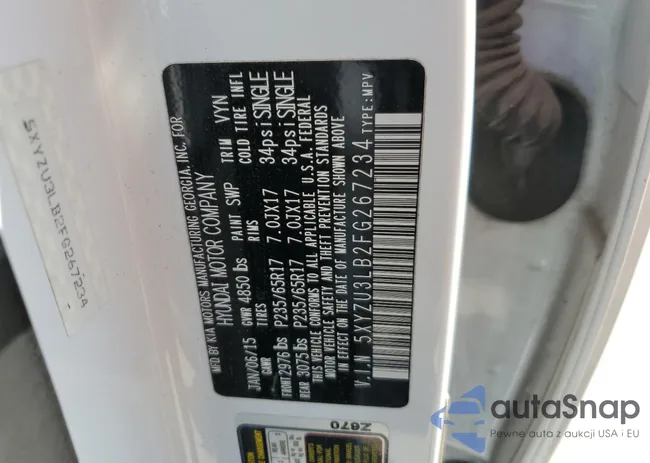 MFD BY KIA MOTORS MANUFACTURING GEORGIA, INC. FOR
HYUNDAI MOTOR COMPANY
JAN/06/15 PAINT SWP TRIM VYN
GVWR 4850 lbs
GAWR TIRES RIMS COLD TIRE INFL
FRONT 2976 lbs P235/65R17 7.0JX17 34psi SINGLE
REAR 3075 lbs P235/65R17 7.0JX17 34psi SINGLE
THIS VEHICLE CONFORMS TO ALL APPLICABLE U.S.A. FEDERAL
MOTOR VEHICLE SAFETY AND THEFT PREVENTION STANDARDS
IN EFFECT ON THE DATE OF MANUFACTURE SHOWN ABOVE
V.I.N. 5XYZU3LB2FG267234 TYPE:MPV
5XYZU3LB2FG267234
Z670
autaSnap
Pewne auta z aukcji USA i EU